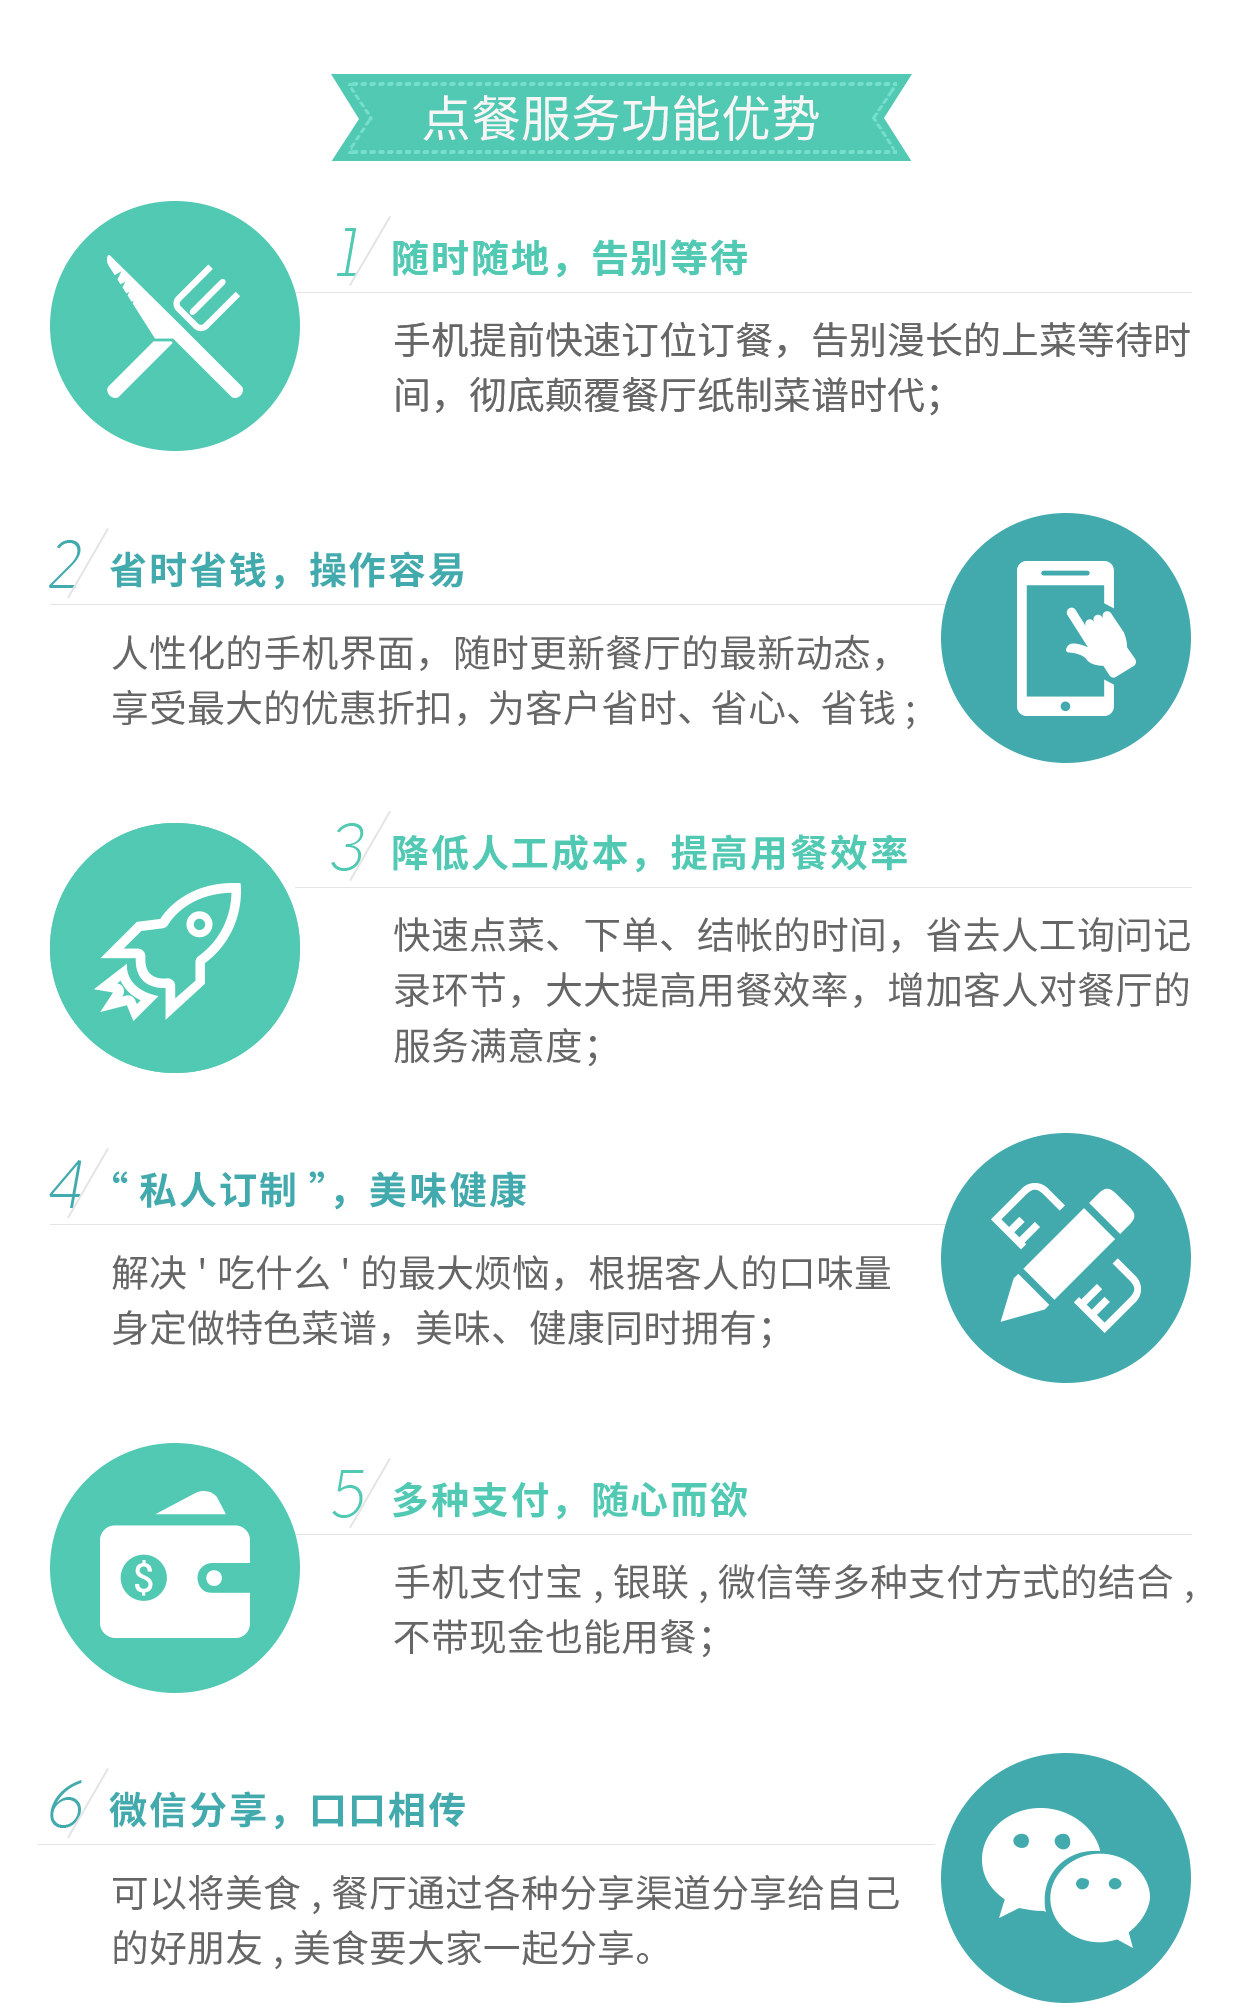 点餐服务功能优势
1 随时随地，告别等待
手机提前快速订位订餐，告别漫长的上菜等待时
间，彻底颠覆餐厅纸制菜谱时代；
2 省时省钱，操作容易
人性化的手机界面，随时更新餐厅的最新动态，
享受最大的优惠折扣，为客户省时、省心、省钱；
3 降低人工成本，提高用餐效率
快速点菜、下单、结帐的时间，省去人工询问记
录环节，大大提高用餐效率，增加客人对餐厅的
服务满意度；
4 “私人订制”，美味健康
解决 ' 吃什么 ' 的最大烦恼，根据客人的口味量
身定做特色菜谱，美味、健康同时拥有；
$
5 多种支付，随心而欲
手机支付宝 , 银联 , 微信等多种支付方式的结合 ,
不带现金也能用餐；
6 微信分享，口口相传
可以将美食 , 餐厅通过各种分享渠道分享给自己
的好朋友 , 美食要大家一起分享。